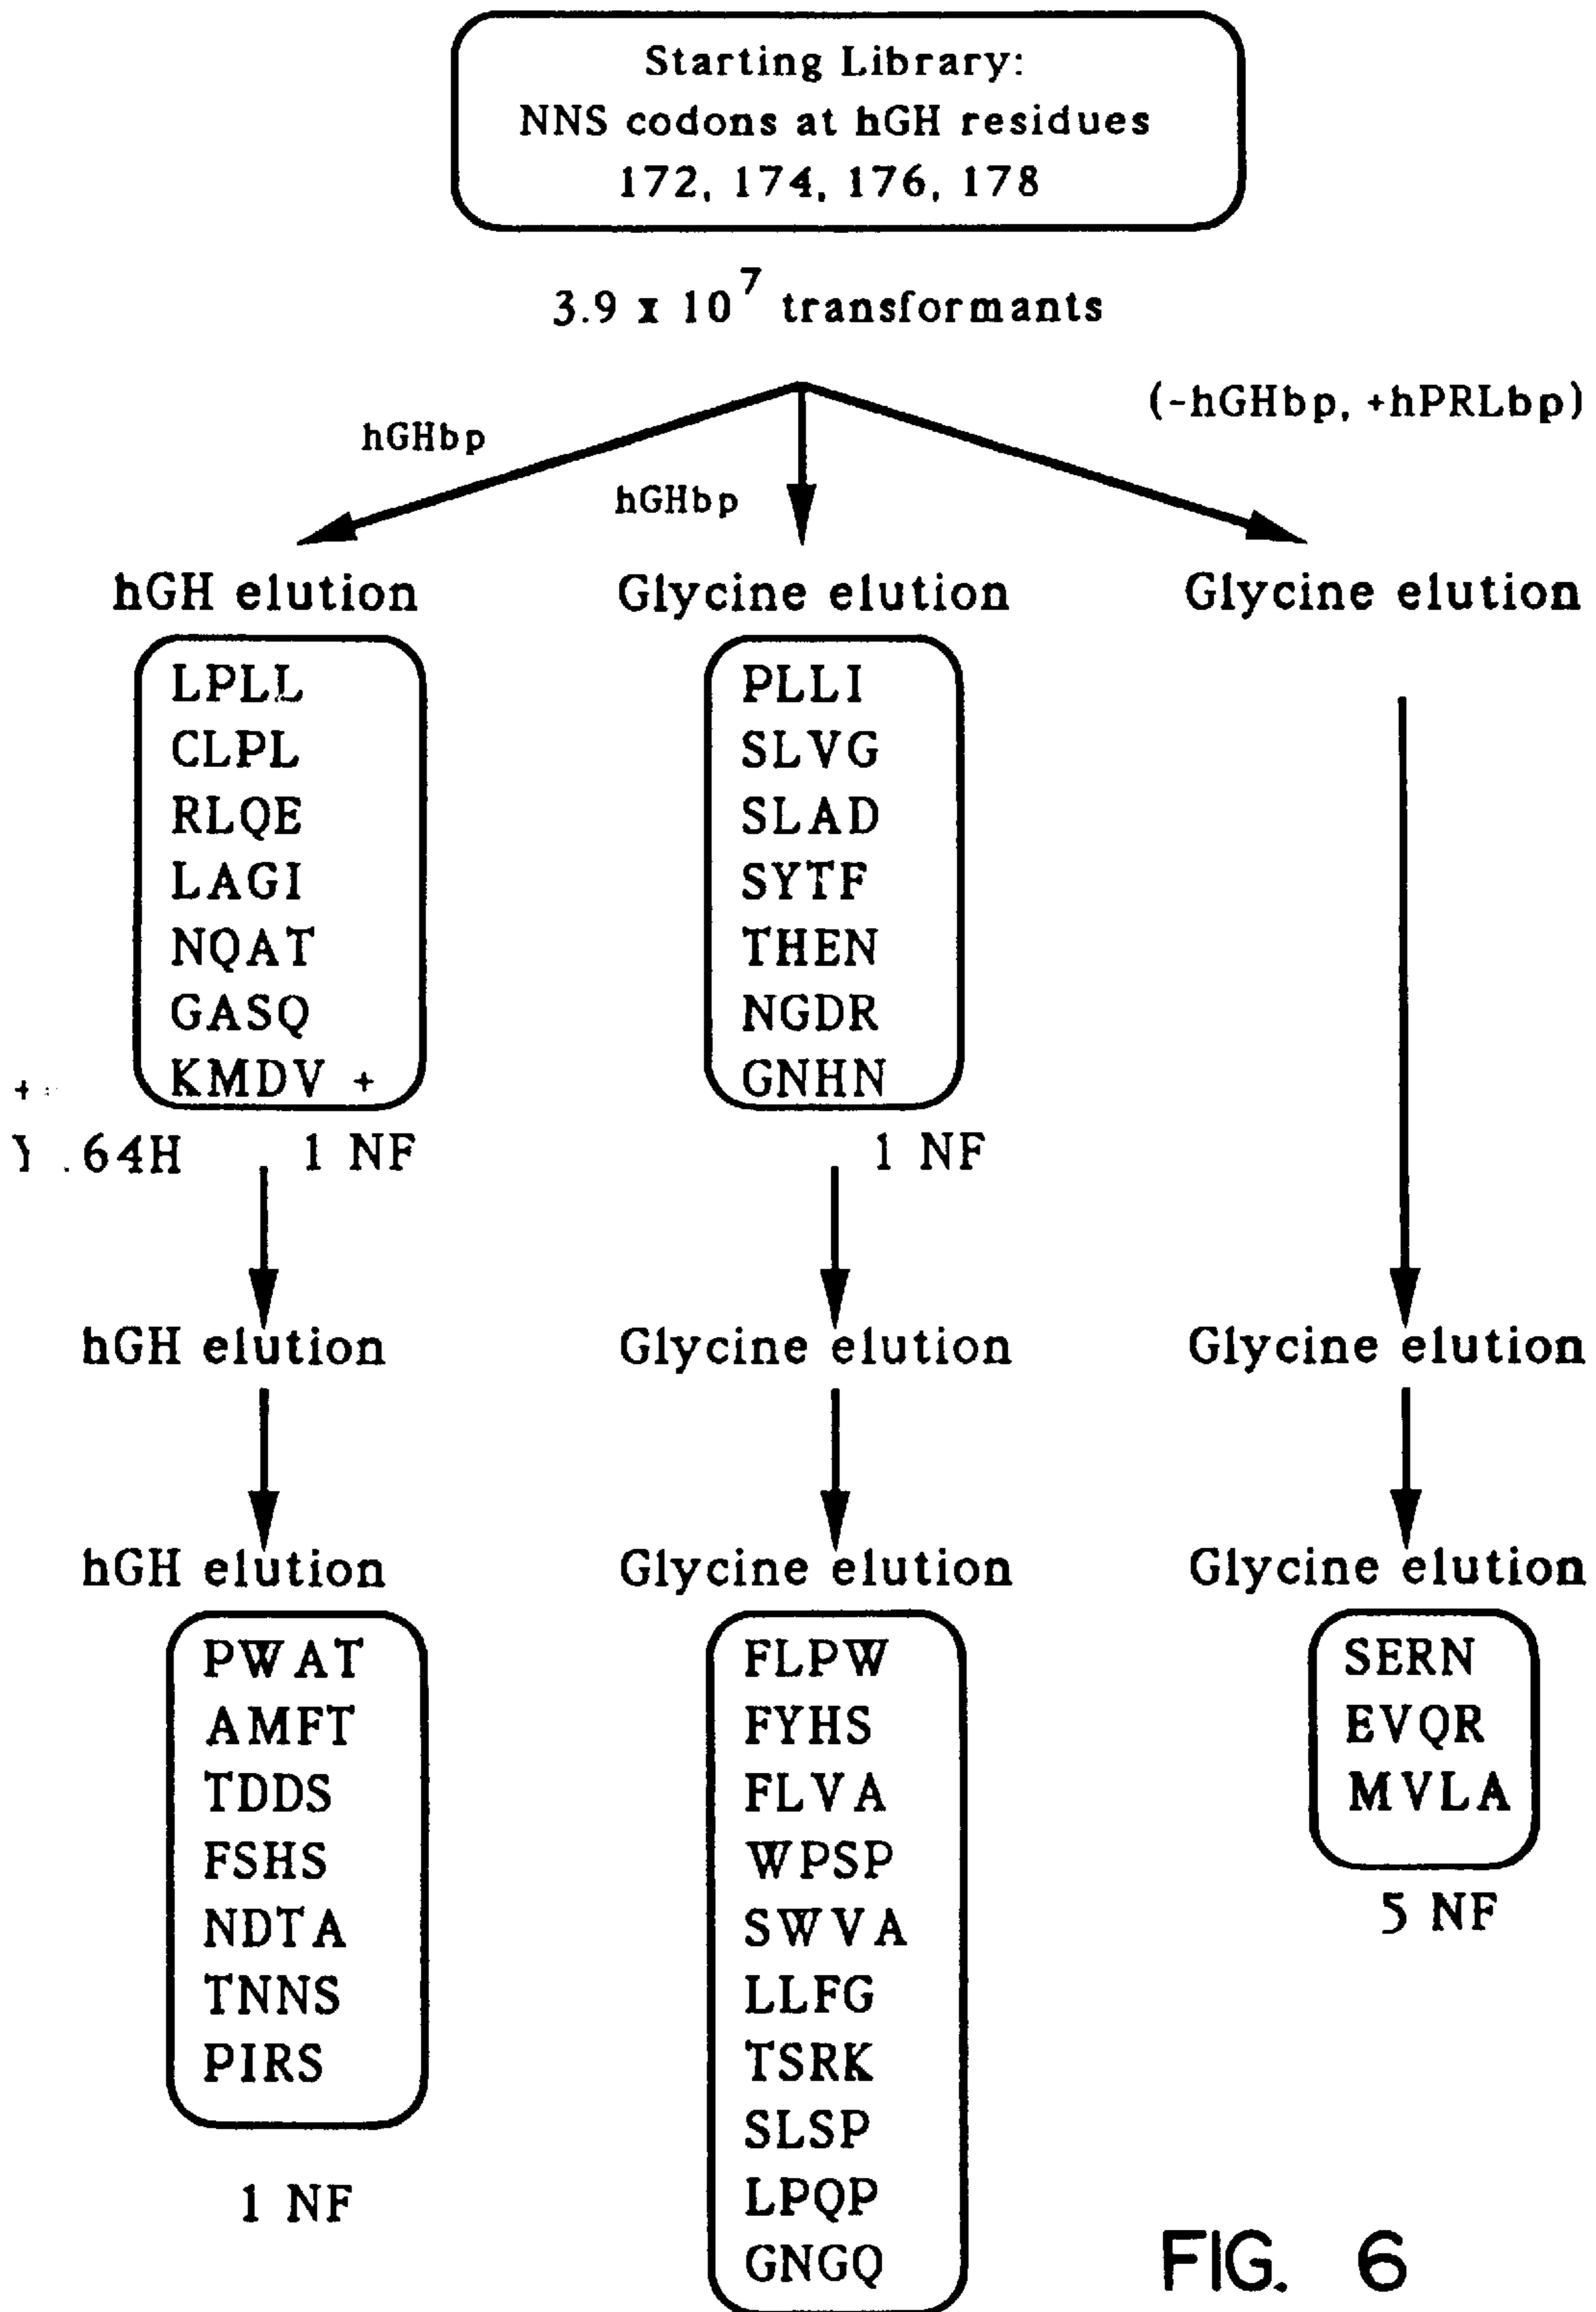 Starting Library:
NNS codons at hGH residues
172, 174, 176, 178
3.9 x 10^7 transformants
(-hGHbp, +hPRLbp)
hGHbp
hGHbp
hGH elution
LPLL
CLPL
RLQE
LAGI
NQAT
GASQ
KMDV +
+
.64H
1 NF
Glycine elution
PLLI
SLVG
SLAD
SYTF
THEN
NGDR
GNHN
1 NF
Glycine elution
hGH elution
Glycine elution
Glycine elution
hGH elution
PWAT
AMFT
TDDS
FSHS
NDTA
TNNS
PIRS
1 NF
Glycine elution
FLPW
FYHS
FLVA
WPSP
SWVA
LLFG
TSRK
SLSP
LPQP
GNGQ
Glycine elution
SERN
EVQR
MVLA
5 NF
FIG. 6